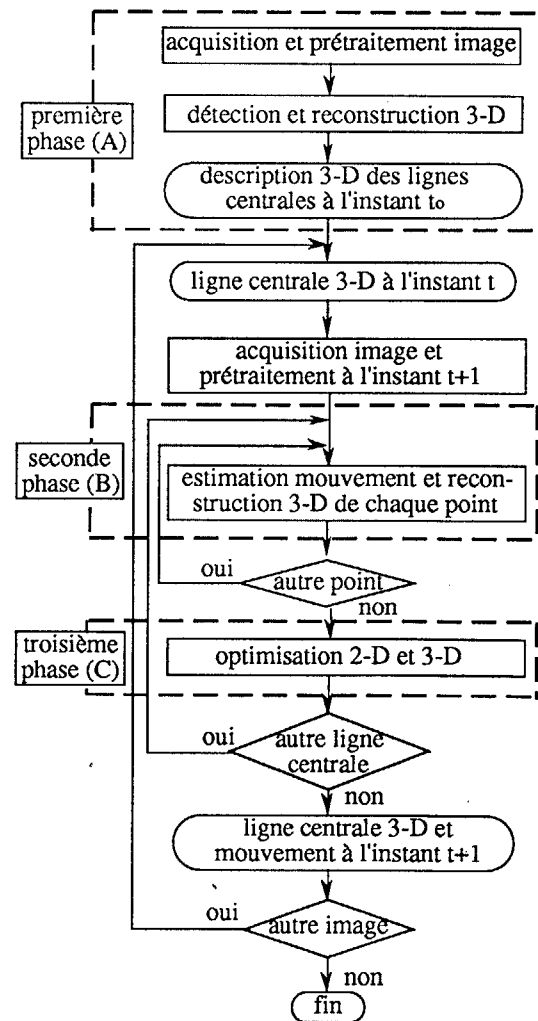 acquisition et prétraitement image
première
phase (A)
détection et reconstruction 3-D
description 3-D des lignes
centrales à l'instant to
ligne centrale 3-D à l'instant t
acquisition image et
prétraitement à l'instant t+1
seconde
phase (B)
estimation mouvement et recon-
struction 3-D de chaque point
oui
autre point
non
troisième
phase (C)
optimisation 2-D et 3-D
oui
autre ligne
centrale
non
ligne centrale 3-D et
mouvement à l'instant t+1
oui
autre image
non
fin